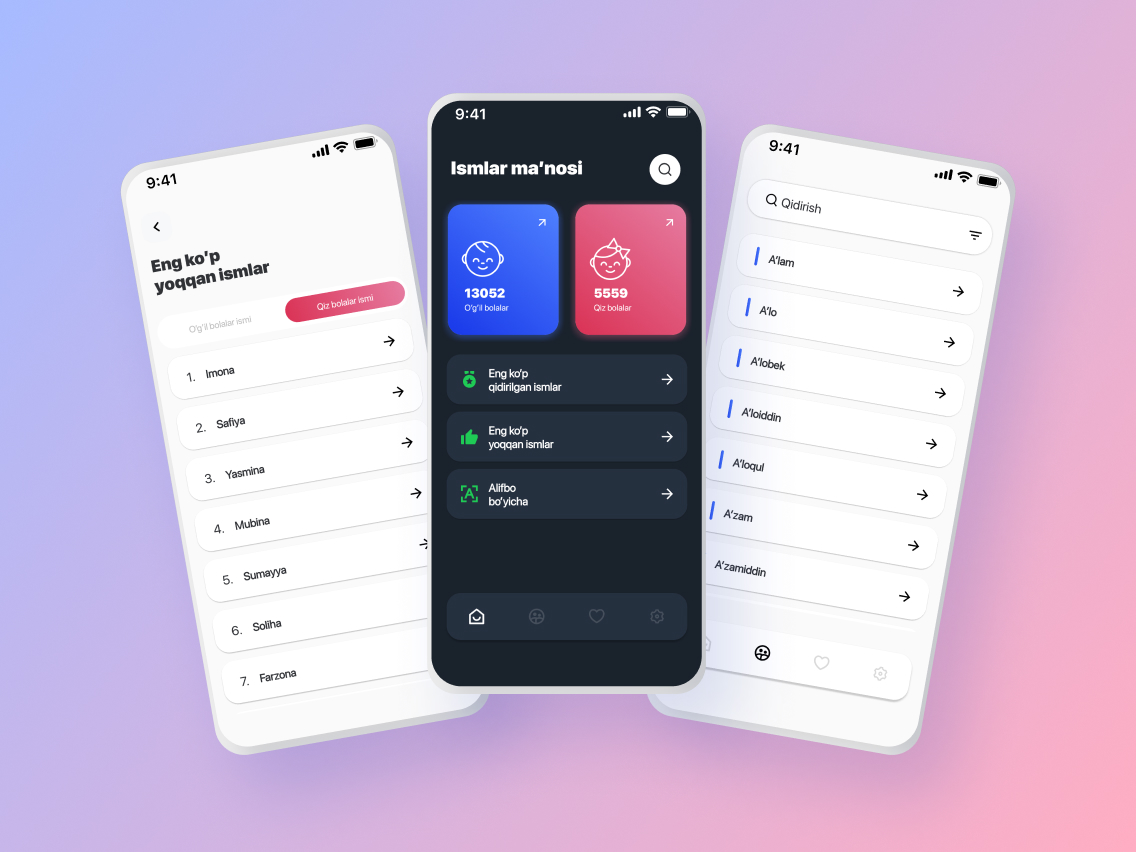 9:41
Eng ko‘p
yoqqan ismlar
O‘g‘il bolalar ismi
Qiz bolalar ismi
1. Imona
2. Safiya
3. Yasmina
4. Mubina
5. Sumayya
6. Soliha
7. Farzona
9:41
Ismlar ma’nosi
13052
O‘g‘il bolalar
5559
Qiz bolalar
Eng ko‘p
qidirilgan ismlar
Eng ko‘p
yoqqan ismlar
Alifbo
bo‘yicha
9:41
Qidirish
A’lam
A’lo
A’lobek
A’loiddin
A’loqul
A’zam
A’zamiddin